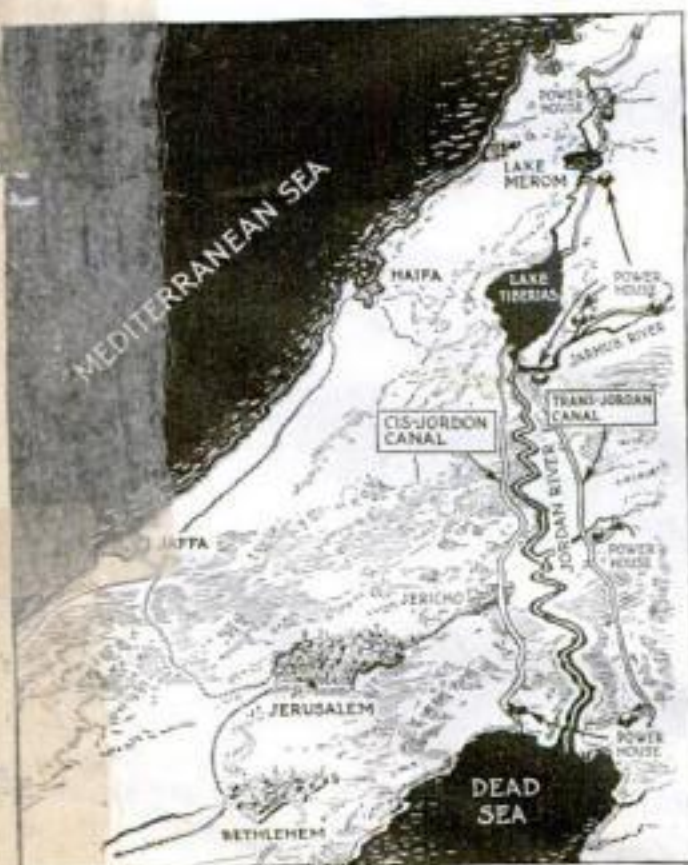 POWER
HOUSE
LAKE
MEROM
MEDITERRANEAN SEA
HAIFA
LAKE
TIBERIAS
POWER
HOUSE
JARMUK RIVER
CIS-JORDON
CANAL
TRANS-JORDAN
CANAL
JORDAN RIVER
JAFFA
POWER
HOUSE
JERICHO
JERUSALEM
POWER
HOUSE
DEAD
SEA
BETHLEHEM